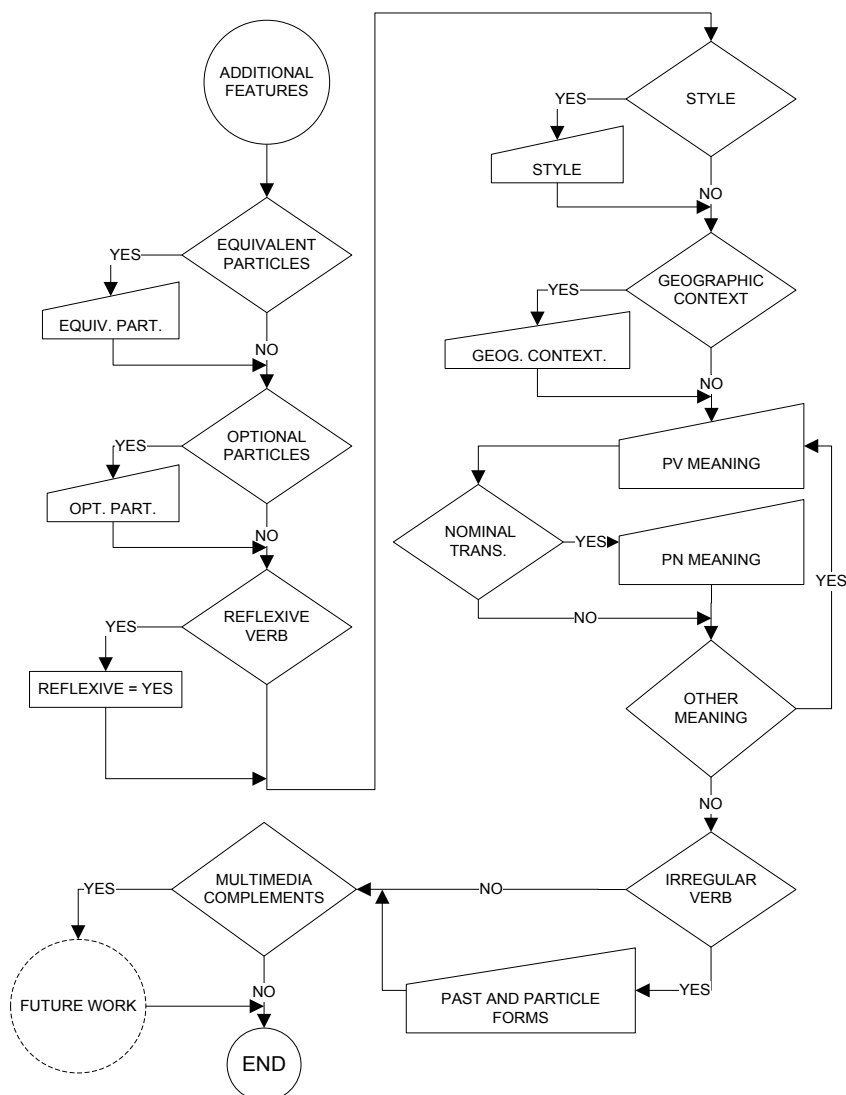 ADDITIONAL
FEATURES
EQUIVALENT
PARTICLES
YES
EQUIV. PART.
NO
OPTIONAL
PARTICLES
YES
OPT. PART.
NO
REFLEXIVE
VERB
YES
REFLEXIVE = YES
STYLE
YES
STYLE
NO
GEOGRAPHIC
CONTEXT
YES
GEOG. CONTEXT.
NO
PV MEANING
NOMINAL
TRANS.
YES
PN MEANING
NO
YES
OTHER
MEANING
NO
IRREGULAR
VERB
NO
YES
PAST AND PARTICLE
FORMS
MULTIMEDIA
COMPLEMENTS
YES
NO
FUTURE WORK
END